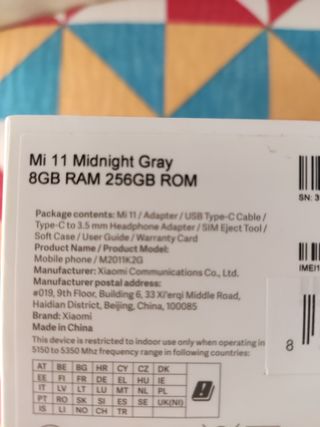 Mi 11 Midnight Gray
8GB RAM 256GB ROM
Package contents: Mi 11 / Adapter / USB Type-C Cable /
Type-C to 3.5 mm Headphone Adapter / SIM Eject Tool /
Soft Case / User Guide / Warranty Card
Product Name / Product Model:
Mobile phone / M2011K2G
Manufacturer: Xiaomi Communications Co., Ltd.
Manufacturer postal address:
#019, 9th Floor, Building 6, 33 Xi'erqi Middle Road,
Haidian District, Beijing, China, 100085
Brand: Xiaomi
Made in China
This device is restricted to indoor use only when operating in
5150 to 5350 Mhz frequency range in following countries:
AT BE BG HR CY CZ DK
EE FI FR DE EL HU IE
IT LV LT LU MT NL PL
PT RO SK SI ES SE UK(NI)
IS LI NO CH TR
SN: 3
IMEI1
8